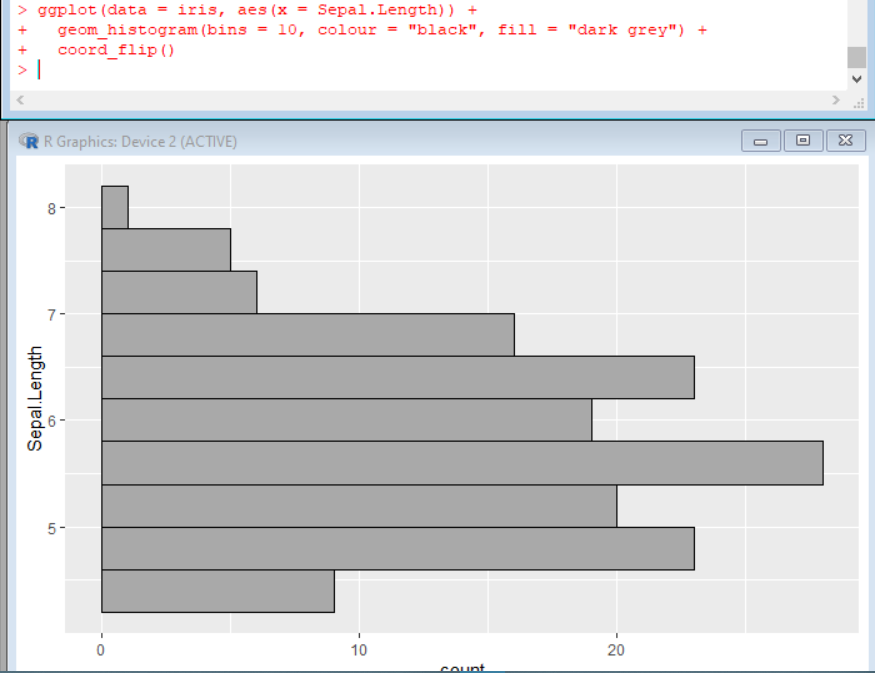 > ggplot(data = iris, aes(x = Sepal.Length)) +
+   geom_histogram(bins = 10, colour = "black", fill = "dark grey") +
+   coord_flip()
>
R Graphics: Device 2 (ACTIVE)
8
7
6
5
Sepal.Length
0 10 20
count